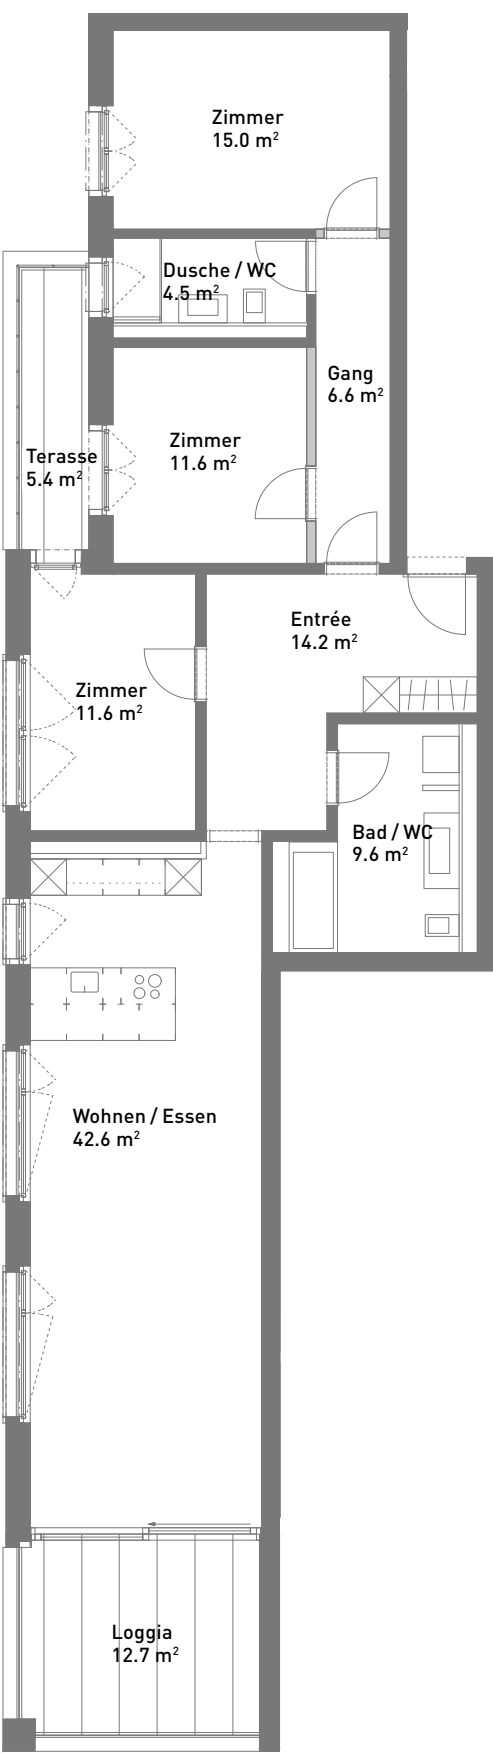 Zimmer
15.0 m²
Dusche / WC
4.5 m²
Gang
6.6 m²
Zimmer
11.6 m²
Terasse
5.4 m²
Entrée
14.2 m²
Zimmer
11.6 m²
Bad / WC
9.6 m²
Wohnen / Essen
42.6 m²
Loggia
12.7 m²